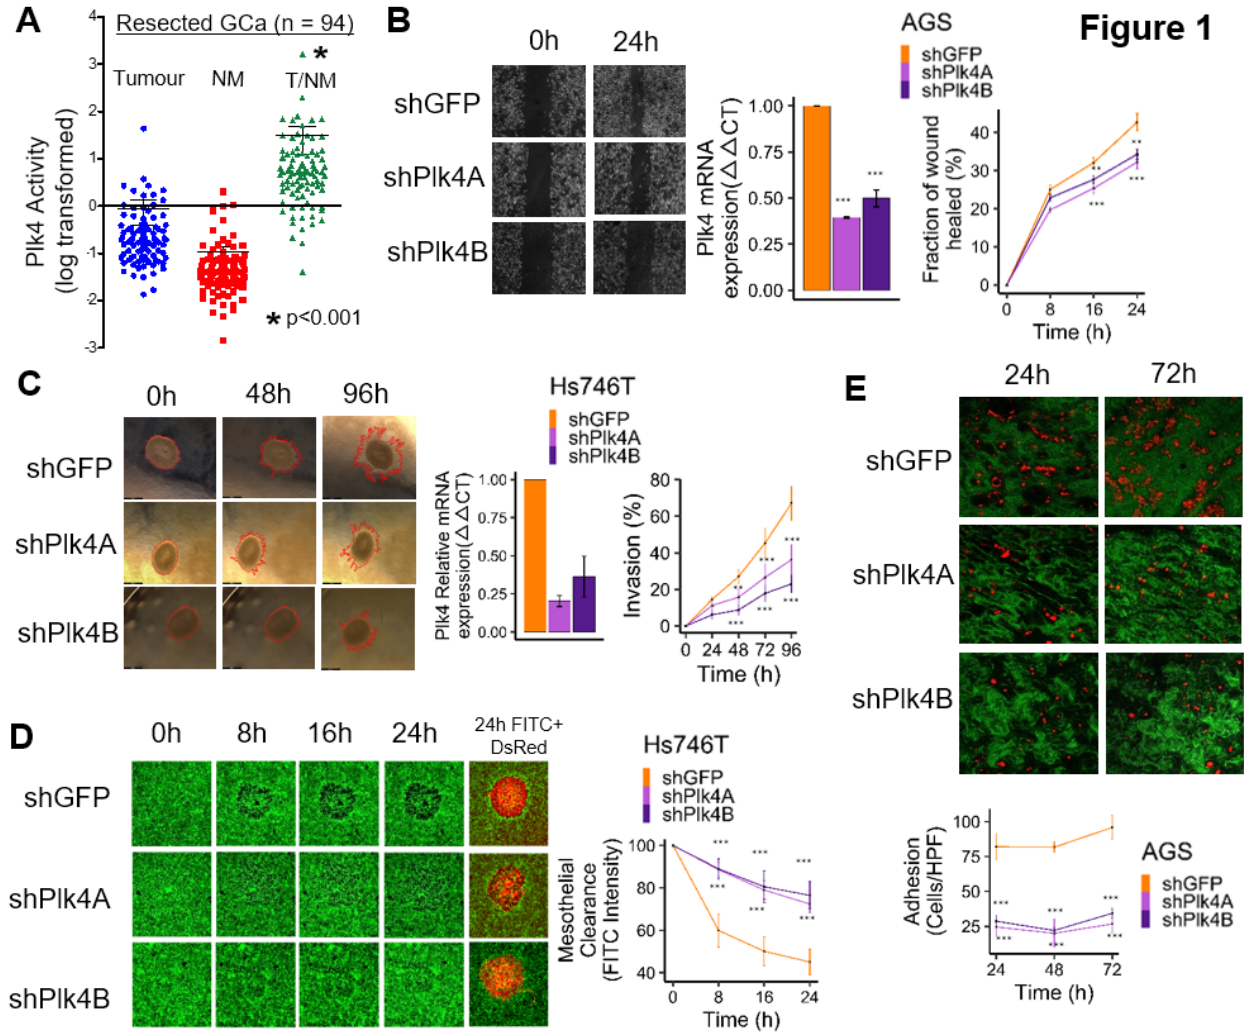 Figure 1
A
Resected GCa (n = 94)
Tumour
NM
T/NM
*
* p<0.001
Plk4 Activity
(log transformed)
4
3
2
1
0
-1
-2
-3
B
0h
24h
shGFP
shPlk4A
shPlk4B
AGS
shGFP
shPlk4A
shPlk4B
Plk4 mRNA
expression(△△CT)
1.00
0.75
0.50
0.25
0.00
***
***
Fraction of wound
healed (%)
40
30
20
10
0
**
***
**
***
0
8
16
24
Time (h)
C
0h
48h
96h
shGFP
shPlk4A
shPlk4B
Hs746T
shGFP
shPlk4A
shPlk4B
Plk4 Relative mRNA
expression(△△CT)
1.00
0.75
0.50
0.25
0.00
Invasion (%)
80
60
40
20
0
**
***
***
***
***
***
0
24
48
72
96
Time (h)
D
0h
8h
16h
24h
24h FITC+
DsRed
shGFP
shPlk4A
shPlk4B
Hs746T
shGFP
shPlk4A
shPlk4B
Mesothelial
Clearance
(FITC Intensity)
100
80
60
40
***
***
***
***
***
***
0
8
16
24
Time (h)
E
24h
72h
shGFP
shPlk4A
shPlk4B
Adhesion
(Cells/HPF)
100
75
50
25
***
***
***
***
***
***
24
48
72
Time (h)
AGS
shGFP
shPlk4A
shPlk4B